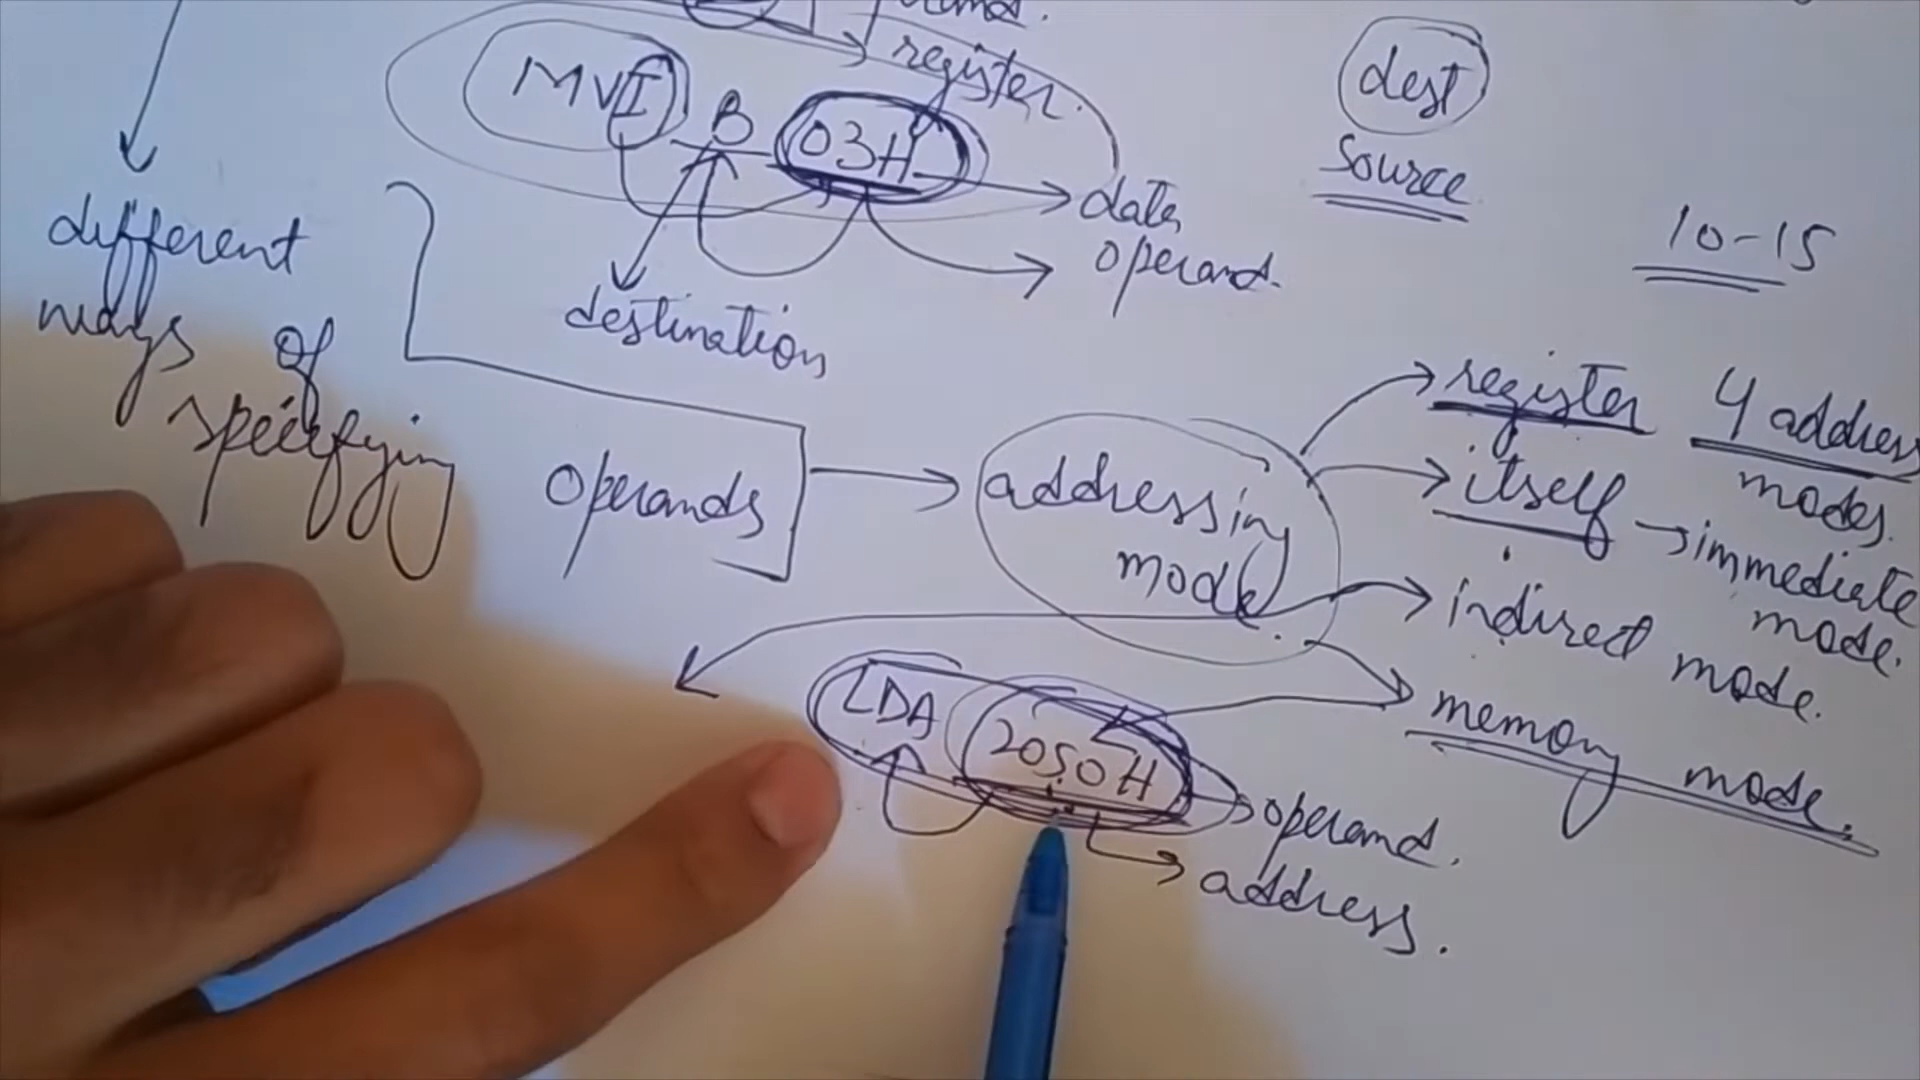 register.
MVI B 03H
data
operand.
destination
dest
source
10-15
different
ways of
specifying
operands
addressing
mode.
register
itself → immediate
mode.
indirect mode.
memory mode.
4 address
modes.
LDA 2050H
operand.
address.